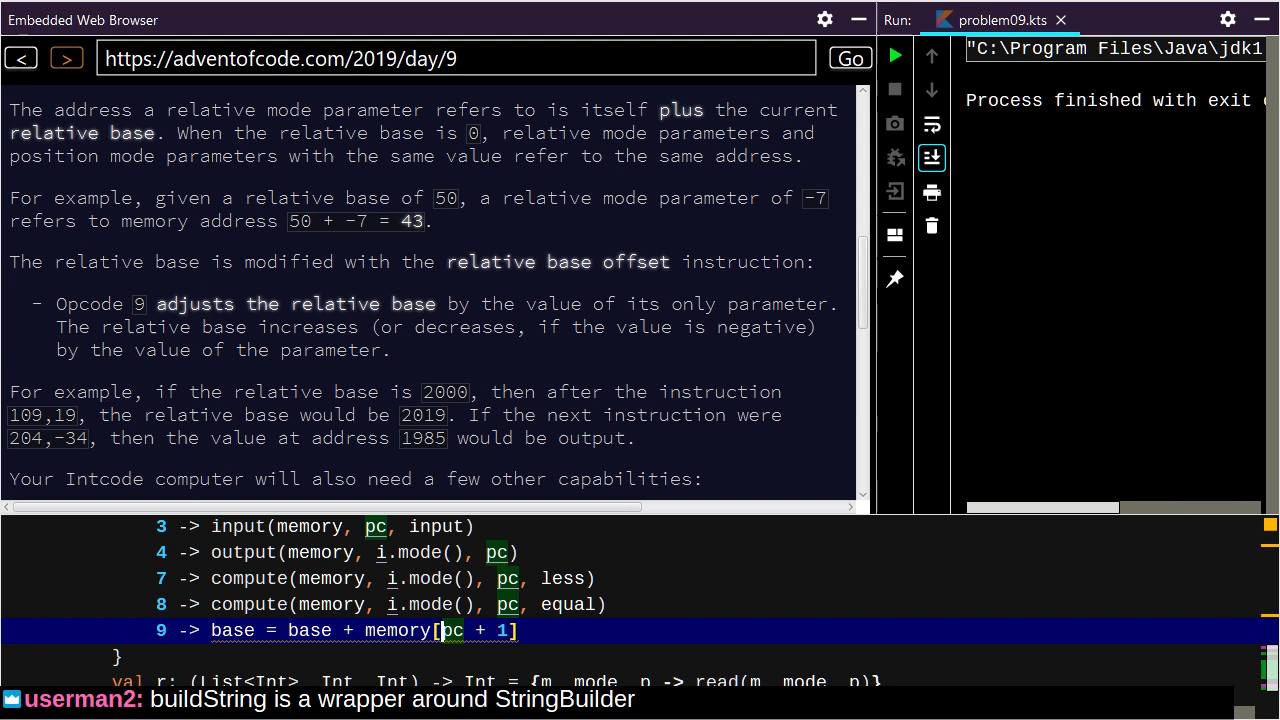 Embedded Web Browser
Run: problem09.kts
< > https://adventofcode.com/2019/day/9 Go
The address a relative mode parameter refers to is itself plus the current
relative base. When the relative base is 0, relative mode parameters and
position mode parameters with the same value refer to the same address.
For example, given a relative base of 50, a relative mode parameter of -7
refers to memory address 50 + -7 = 43.
The relative base is modified with the relative base offset instruction:
- Opcode 9 adjusts the relative base by the value of its only parameter.
The relative base increases (or decreases, if the value is negative)
by the value of the parameter.
For example, if the relative base is 2000, then after the instruction
109,19, the relative base would be 2019. If the next instruction were
204,-34, then the value at address 1985 would be output.
Your Intcode computer will also need a few other capabilities:
"C:\Program Files\Java\jdk1
Process finished with exit
3 -> input(memory, pc, input)
4 -> output(memory, i.mode(), pc)
7 -> compute(memory, i.mode(), pc, less)
8 -> compute(memory, i.mode(), pc, equal)
9 -> base = base + memory[pc + 1]
}
val r: (List<Int>, Int, Int) -> Int = {m, mode, p -> read(m, mode, p)}
userman2: buildString is a wrapper around StringBuilder